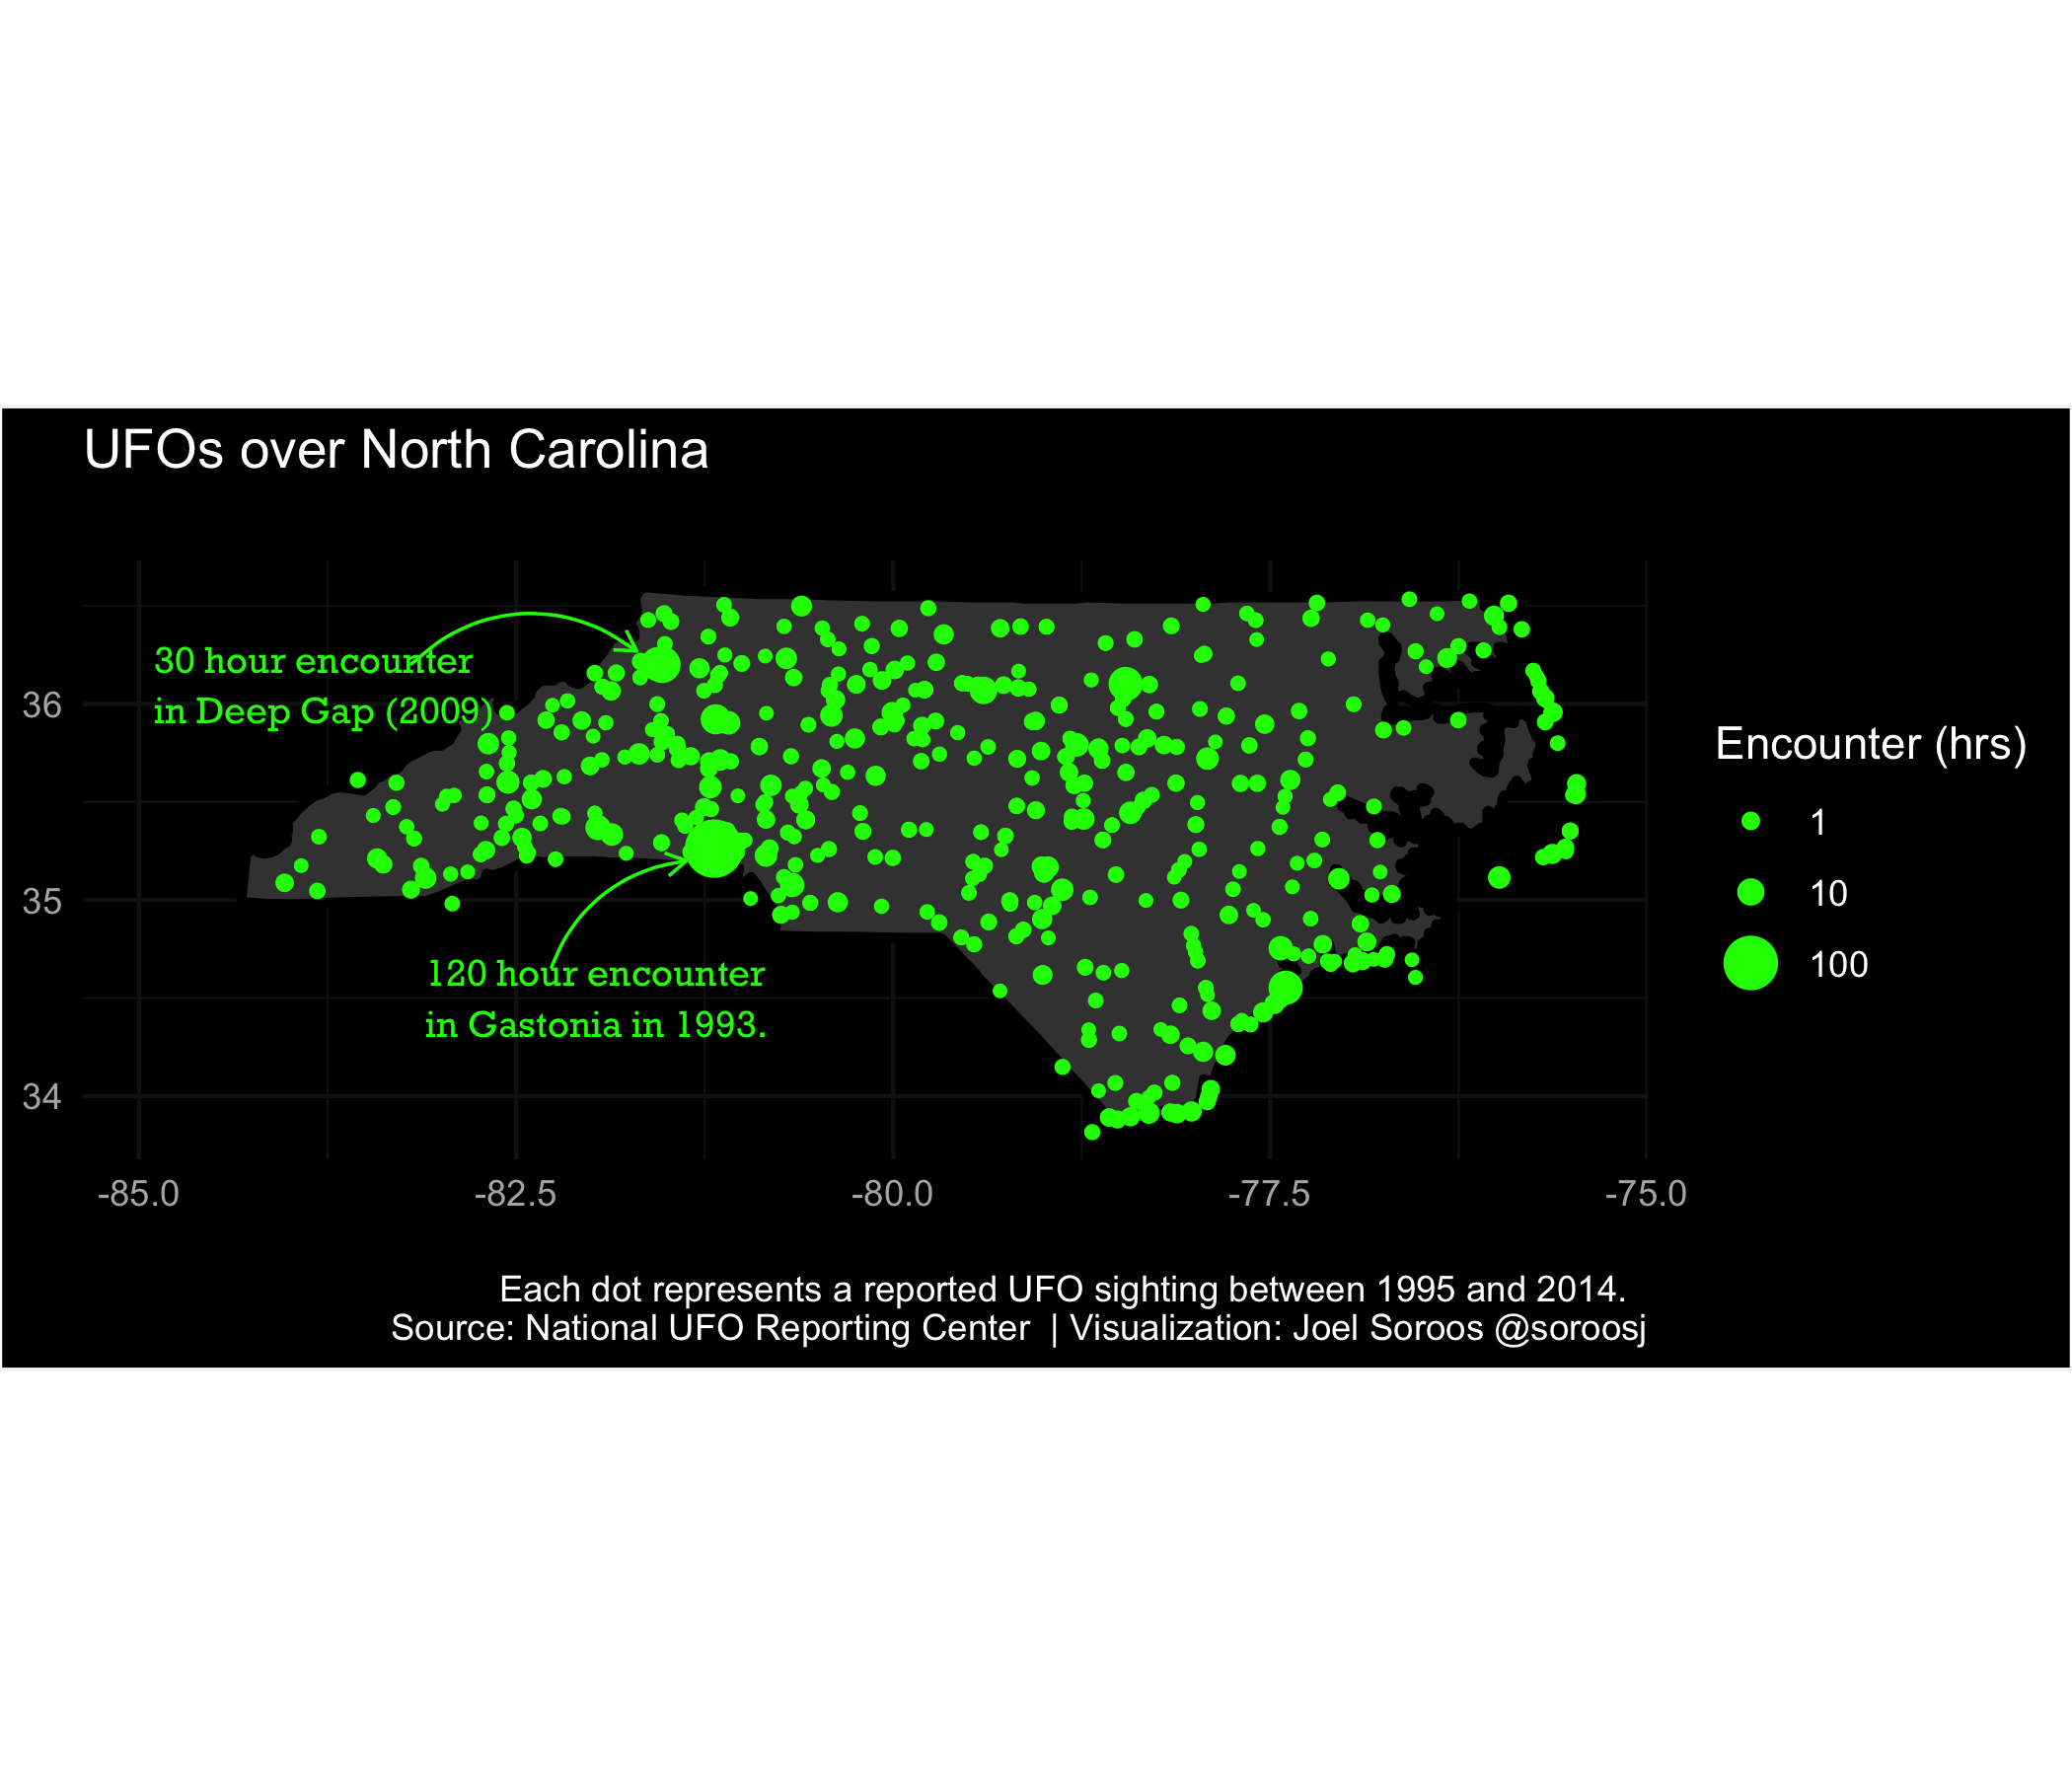 UFOs over North Carolina
30 hour encounter
in Deep Gap (2009)
120 hour encounter
in Gastonia in 1993.
36
35
34
-85.0
-82.5
-80.0
-77.5
-75.0
Encounter (hrs)
1
10
100
Each dot represents a reported UFO sighting between 1995 and 2014.
Source: National UFO Reporting Center | Visualization: Joel Soroos @soroosj